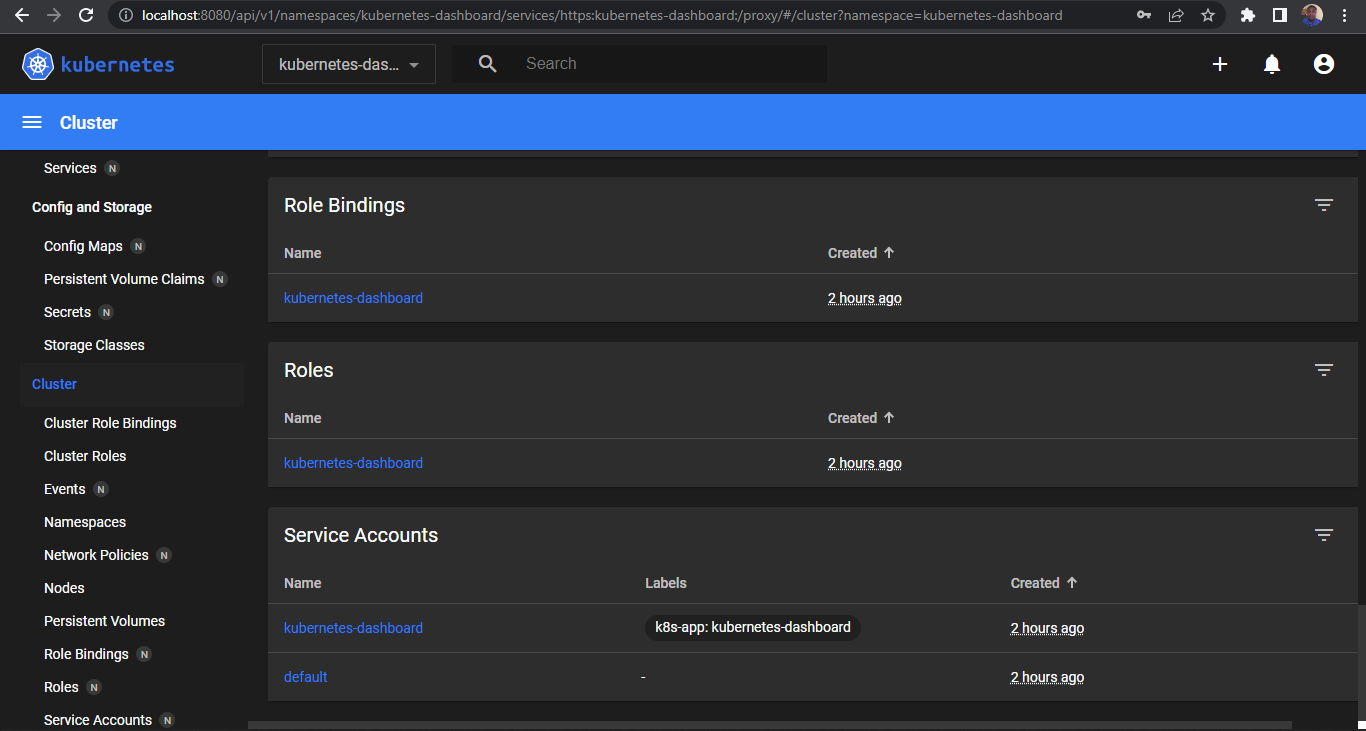 localhost:8080/api/v1/namespaces/kubernetes-dashboard/services/https:kubernetes-dashboard:/proxy/#/cluster?namespace=kubernetes-dashboard
kubernetes
kubernetes-das...
Search
Cluster
Services N
Config and Storage
Config Maps N
Persistent Volume Claims N
Secrets N
Storage Classes
Cluster
Cluster Role Bindings
Cluster Roles
Events N
Namespaces
Network Policies N
Nodes
Persistent Volumes
Role Bindings N
Roles N
Service Accounts N
Role Bindings
Name Created
kubernetes-dashboard 2 hours ago
Roles
Name Created
kubernetes-dashboard 2 hours ago
Service Accounts
Name Labels Created
kubernetes-dashboard k8s-app: kubernetes-dashboard 2 hours ago
default - 2 hours ago